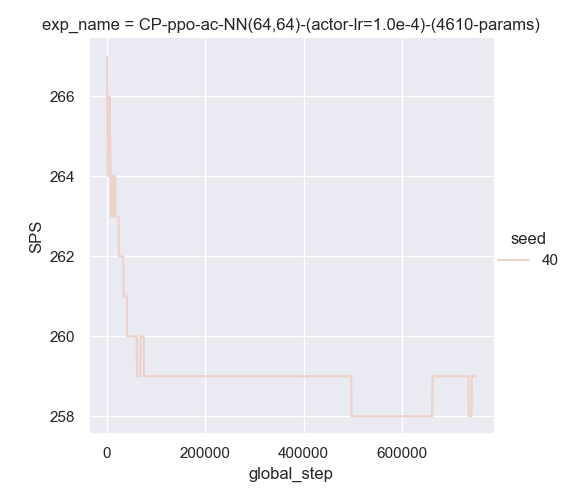 exp_name = CP-ppo-ac-NN(64,64)-(actor-lr=1.0e-4)-(4610-params)
266
264
262
260
258
SPS
0 200000 400000 600000
global_step
seed
40